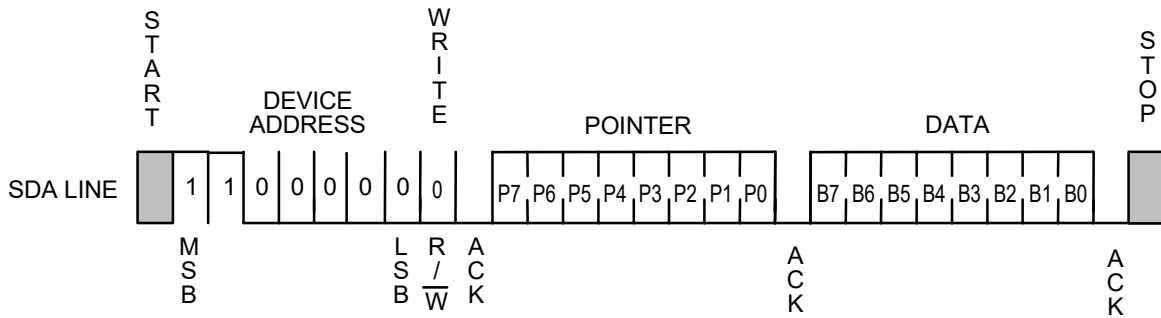 START
WRITE
STOP
DEVICE
ADDRESS
POINTER
DATA
SDA LINE
1 1 0 0 0 0 0 0 P7 P6 P5 P4 P3 P2 P1 P0 B7 B6 B5 B4 B3 B2 B1 B0
MSB
LSB
R/W
ACK
ACK
ACK